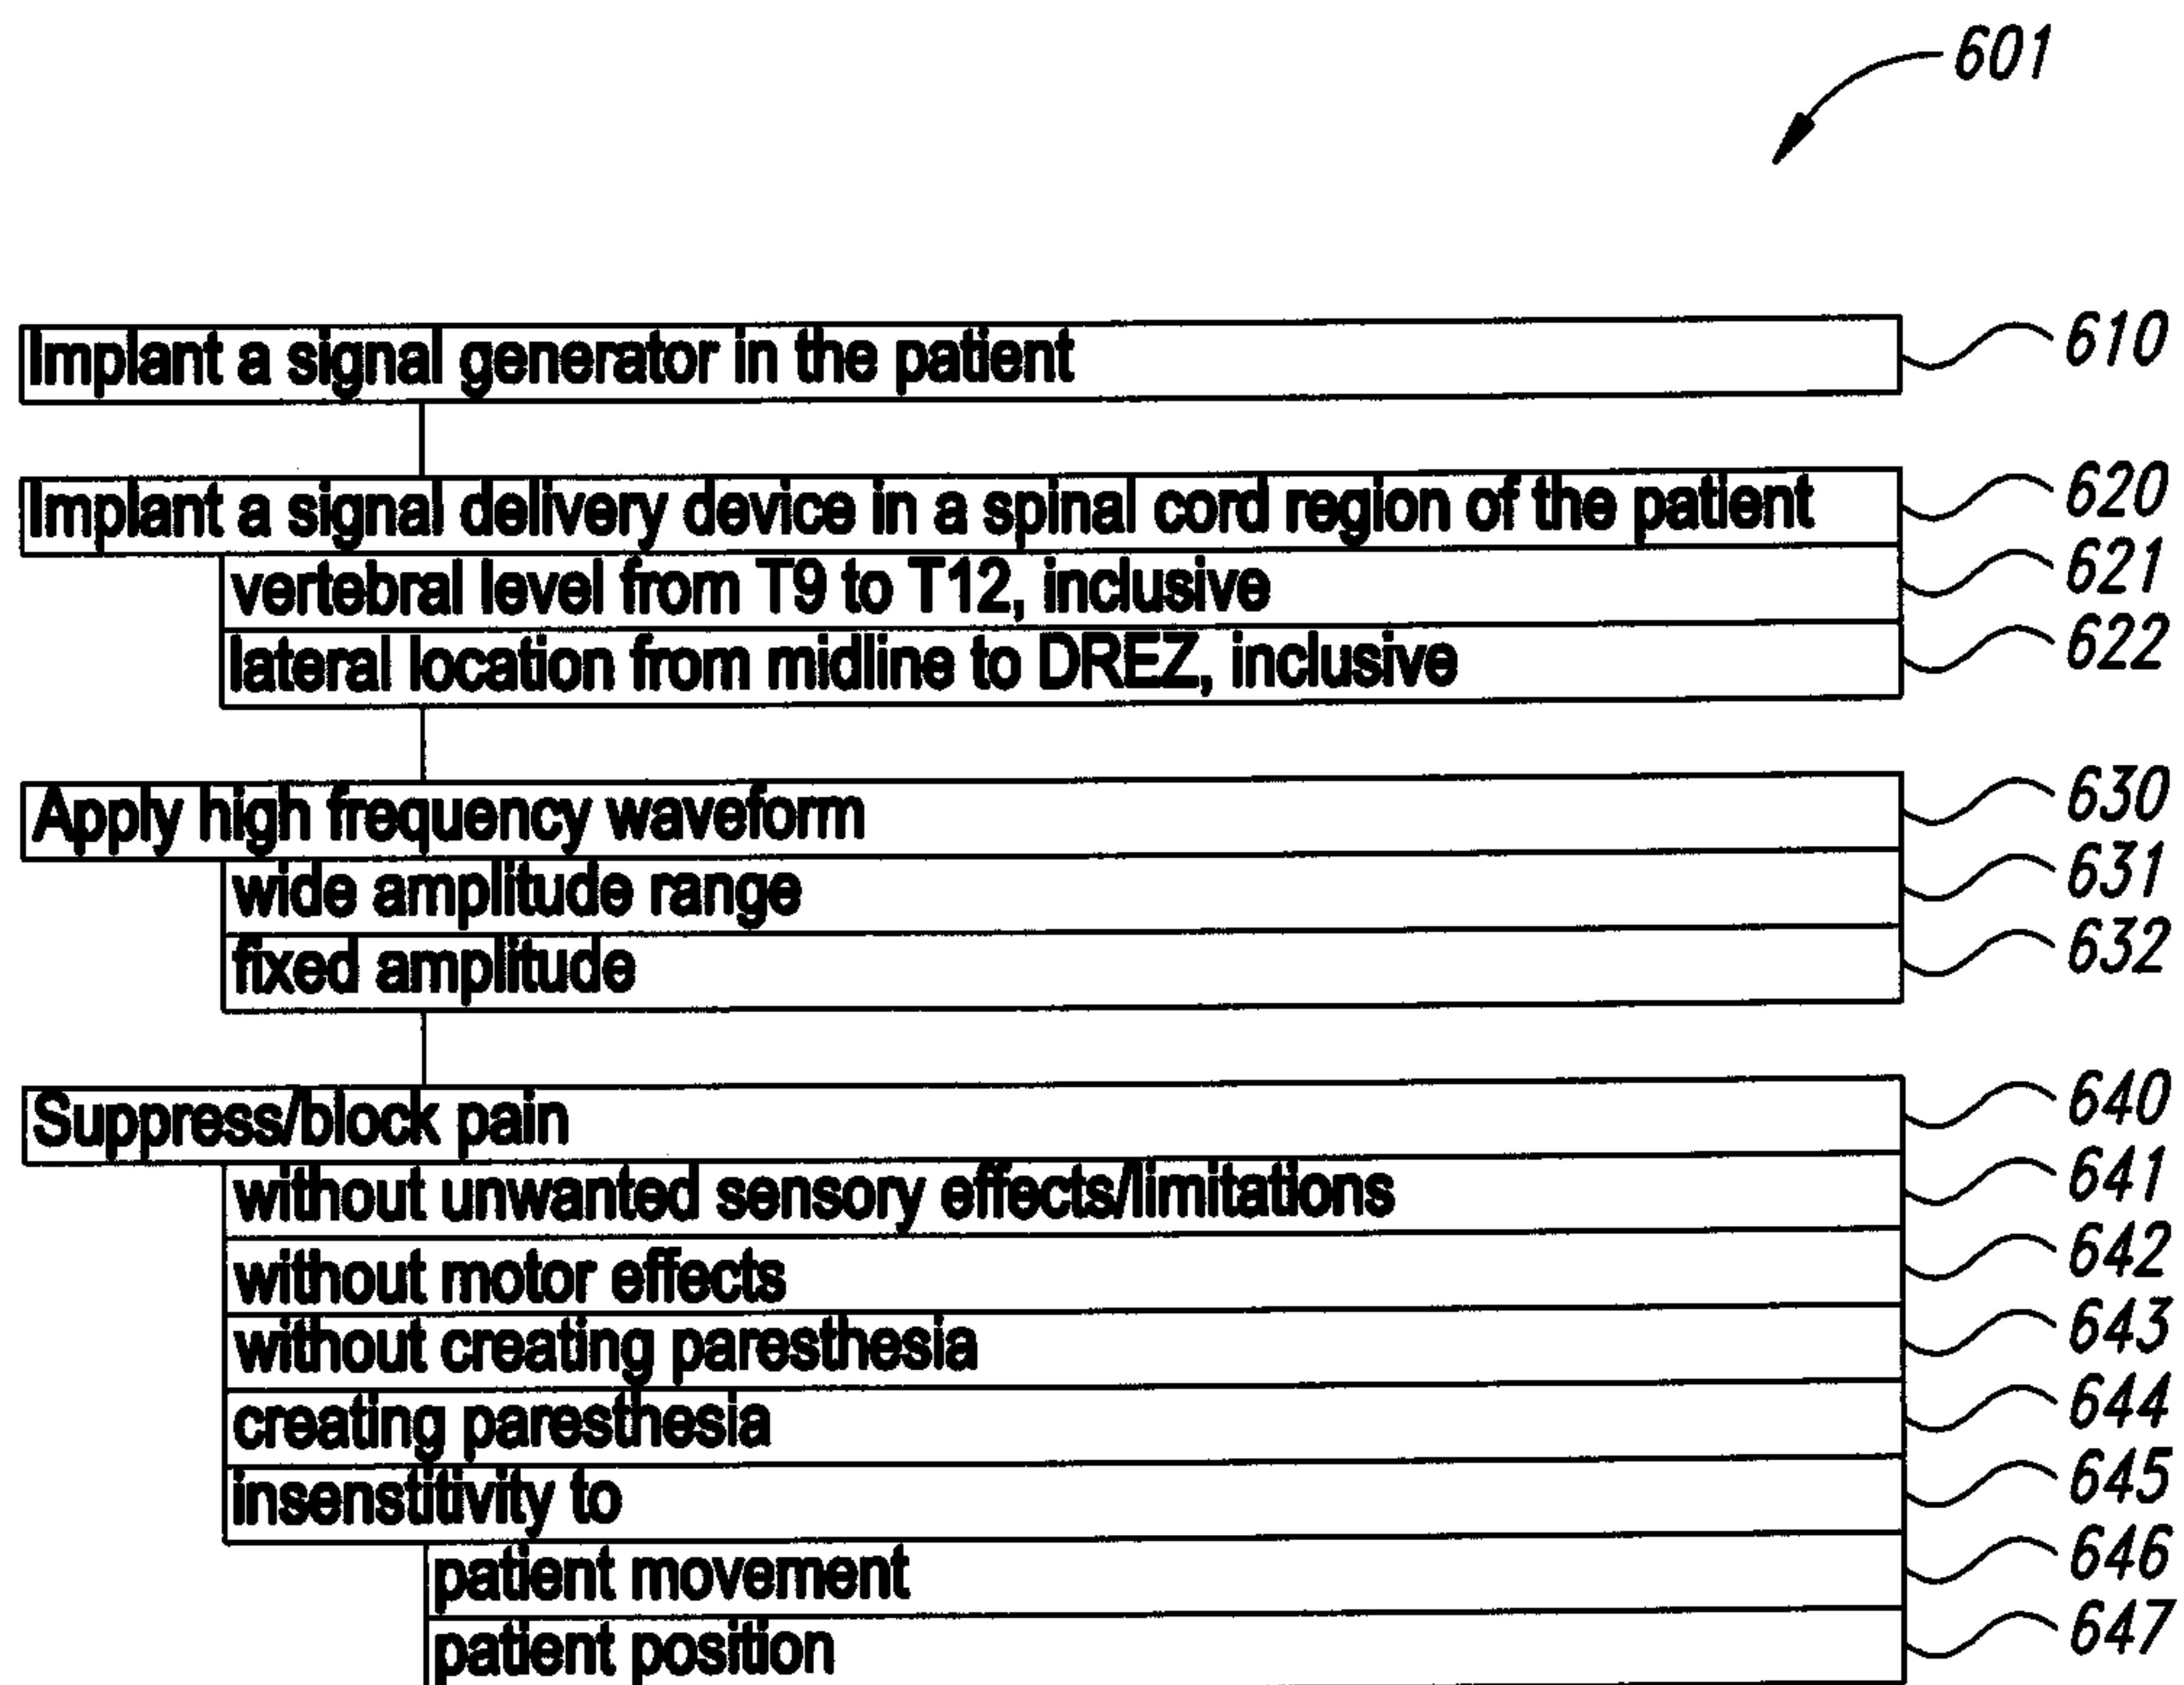 601
Implant a signal generator in the patient 610
Implant a signal delivery device in a spinal cord region of the patient 620
vertebral level from T9 to T12, inclusive 621
lateral location from midline to DREZ, inclusive 622
Apply high frequency waveform 630
wide amplitude range 631
fixed amplitude 632
Suppress/block pain 640
without unwanted sensory effects/limitations 641
without motor effects 642
without creating paresthesia 643
creating paresthesia 644
insenstitivity to 645
patient movement 646
patient position 647